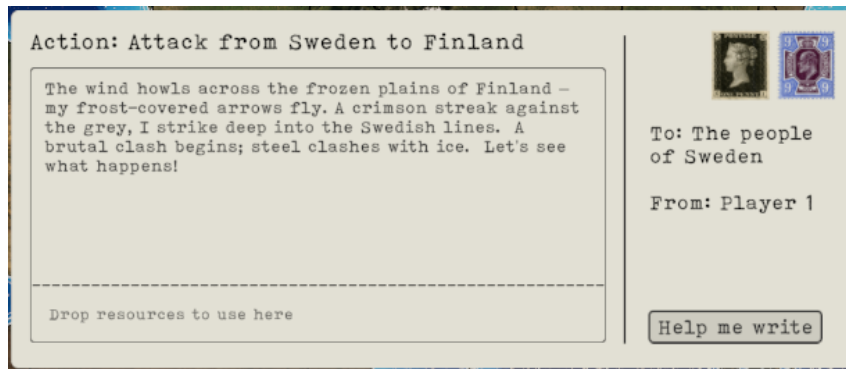 Action: Attack from Sweden to Finland
The wind howls across the frozen plains of Finland –
my frost-covered arrows fly. A crimson streak against
the grey, I strike deep into the Swedish lines.  A
brutal clash begins; steel clashes with ice.  Let's see
what happens!
Drop resources to use here
To: The people
of Sweden
From: Player 1
Help me write